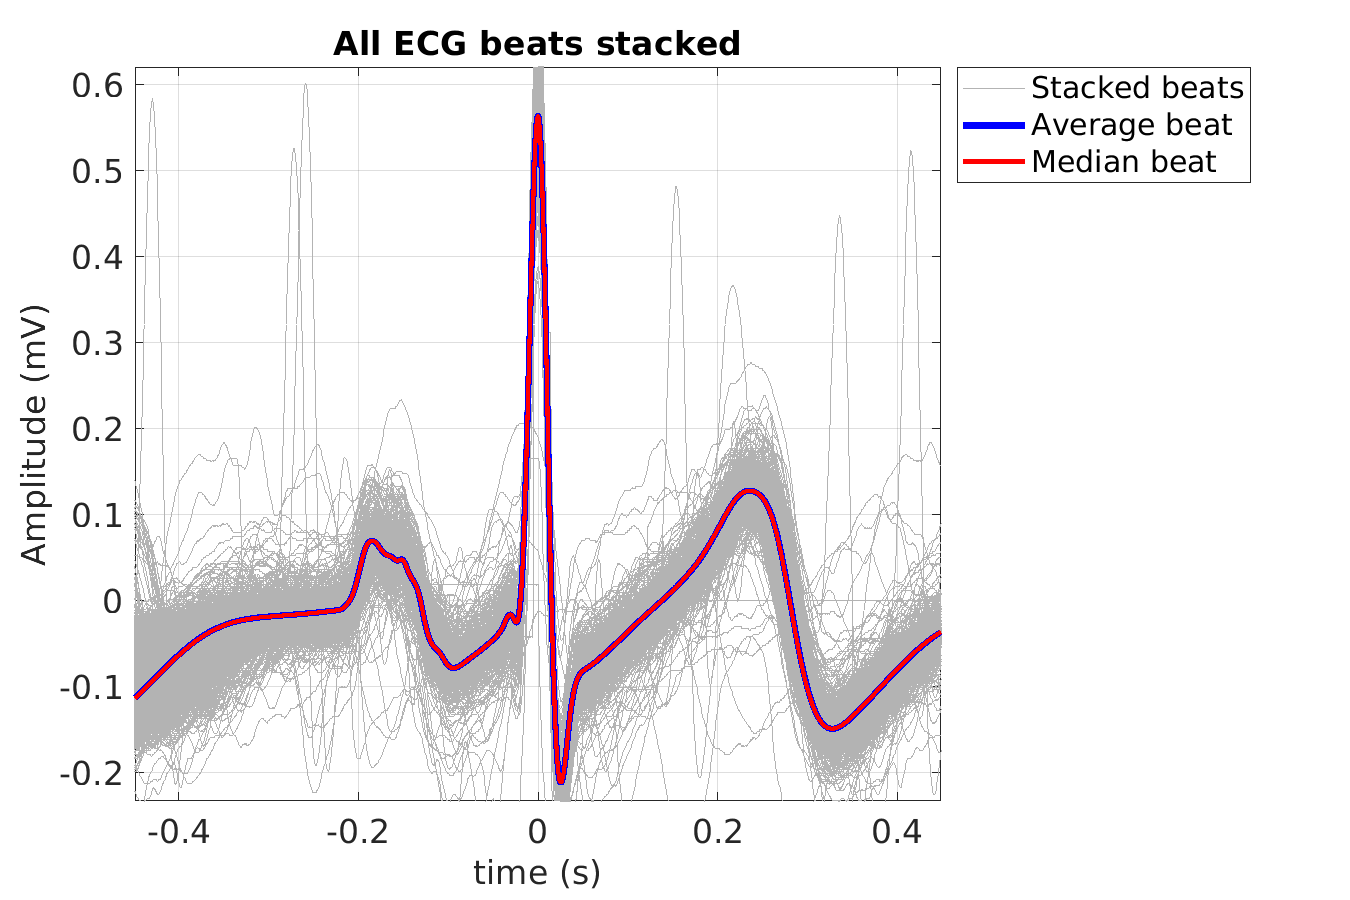 All ECG beats stacked
Stacked beats
Average beat
Median beat
0.6
0.5
0.4
0.3
0.2
0.1
0
-0.1
-0.2
Amplitude (mV)
-0.4
-0.2
0
0.2
0.4
time (s)